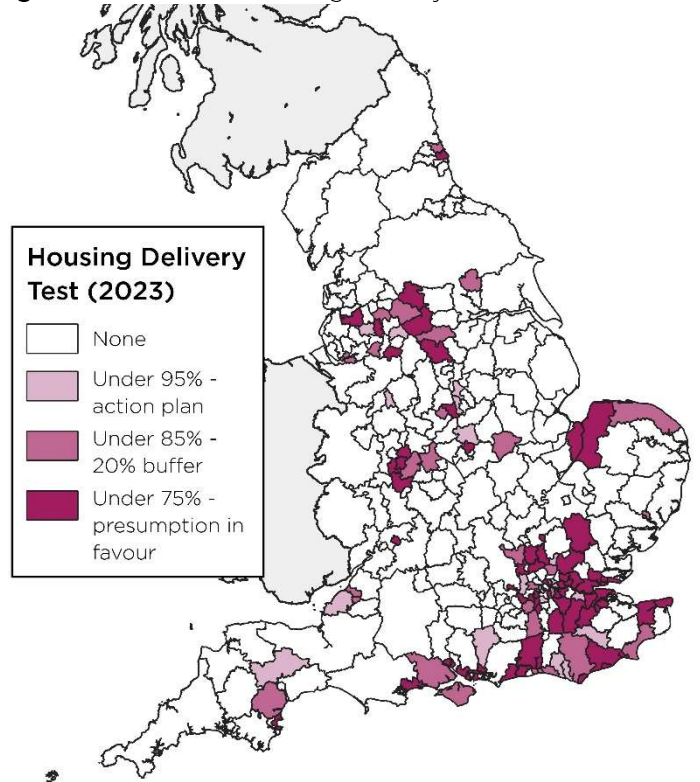 Housing Delivery
Test (2023)
None
Under 95% -
action plan
Under 85% -
20% buffer
Under 75% -
presumption in
favour